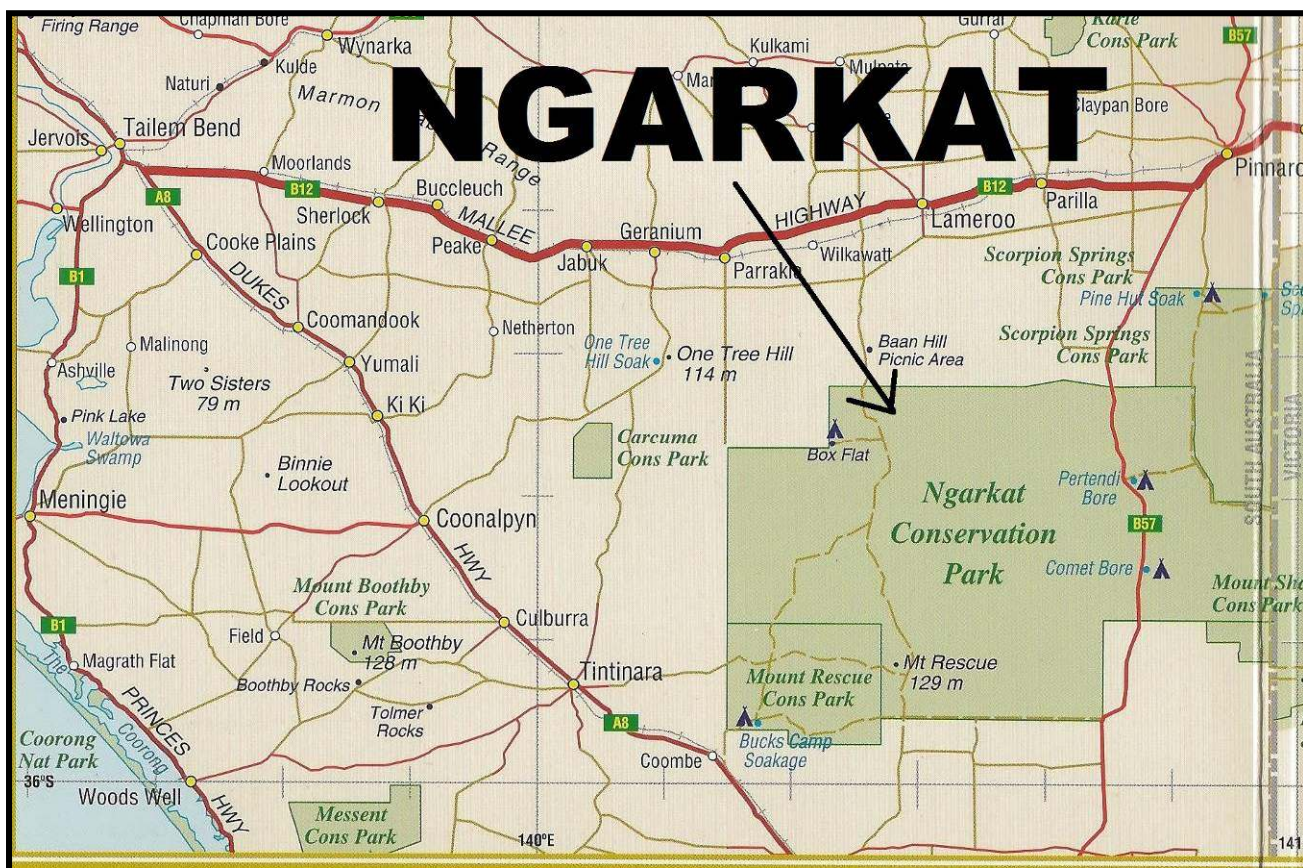 Firing Range
Chapman Bore
Gurrai
Karte
Cons Park
B57
Wynarka
Kulkami
Kulde
Naturi
Marmon
NGARKAT
Claypan Bore
Range
Jervois
Tailem Bend
Moorlands
Pinnaro
A8
B12
Buccleuch
B12
Parilla
Sherlock
MALLEE
HIGHWAY
Lameroo
Wellington
Cooke Plains
Peake
Geranium
Jabuk
Parrakie
Wilkawatt
Scorpion Springs
Cons Park
B1
DUKES
Pine Hut Soak
Coomandook
Netherton
Malinong
One Tree
Hill Soak
One Tree Hill
114 m
Baan Hill
Picnic Area
Scorpion Springs
Cons Park
Ashville
Two Sisters
79 m
Yumali
SOUTH AUSTRALIA
VICTORIA
Pink Lake
Ki Ki
Waltowa
Swamp
Carcuma
Cons Park
Box Flat
Binnie
Lookout
Pertendi
Bore
Meningie
Coonalpyn
Ngarkat
Conservation
Park
B57
HWY
Comet Bore
Mount Boothby
Cons Park
Mount Sha
Cons Park
B1
Culburra
Field
Mt Boothby
128 m
Magrath Flat
The
Boothby Rocks
Tintinara
Mount Rescue
Cons Park
Mt Rescue
129 m
PRINCES
Tolmer
Rocks
A8
Coorong
Coorong
Nat Park
Bucks Camp
Soakage
Coombe
36°S
Woods Well
HWY
Messent
Cons Park
140°E
141